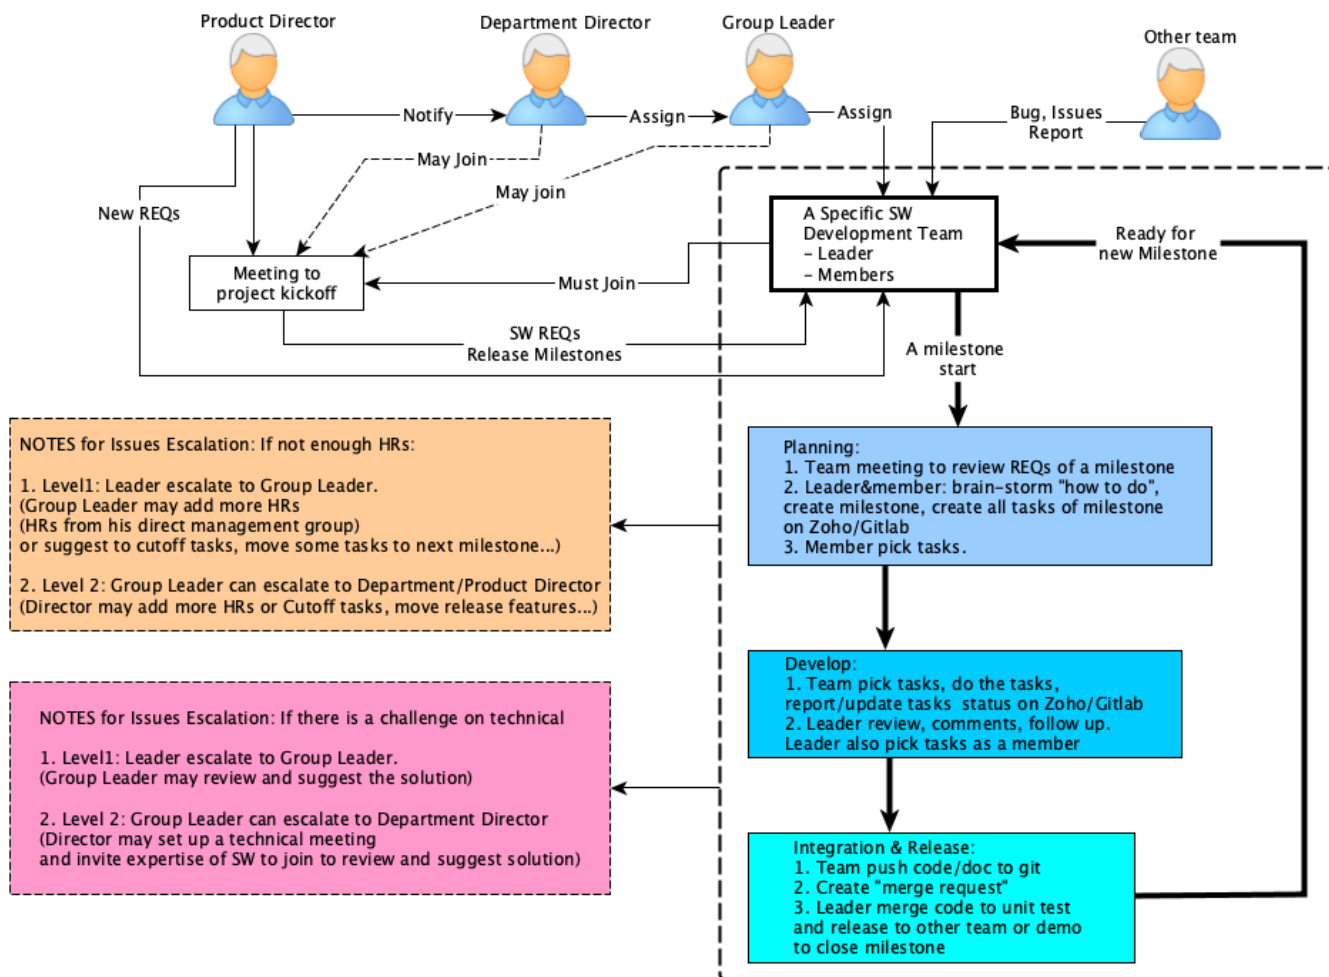 Product Director
Department Director
Group Leader
Other team
Notify
Assign
Assign
Bug, Issues
Report
May Join
May join
New REQs
A Specific SW
Development Team
- Leader
- Members
Ready for
new Milestone
Meeting to
project kickoff
Must Join
SW REQs
Release Milestones
A milestone
start
NOTES for Issues Escalation: If not enough HRs:
1. Level1: Leader escalate to Group Leader.
(Group Leader may add more HRs
(HRs from his direct management group)
or suggest to cutoff tasks, move some tasks to next milestone...)
2. Level 2: Group Leader can escalate to Department/Product Director
(Director may add more HRs or Cutoff tasks, move release features...)
Planning:
1. Team meeting to review REQs of a milestone
2. Leader&member: brain-storm "how to do",
create milestone, create all tasks of milestone
on Zoho/Gitlab
3. Member pick tasks.
Develop:
1. Team pick tasks, do the tasks,
report/update tasks status on Zoho/Gitlab
2. Leader review, comments, follow up.
Leader also pick tasks as a member
NOTES for Issues Escalation: If there is a challenge on technical
1. Level1: Leader escalate to Group Leader.
(Group Leader may review and suggest the solution)
2. Level 2: Group Leader can escalate to Department Director
(Director may set up a technical meeting
and invite expertise of SW to join to review and suggest solution)
Integration & Release:
1. Team push code/doc to git
2. Create "merge request"
3. Leader merge code to unit test
and release to other team or demo
to close milestone